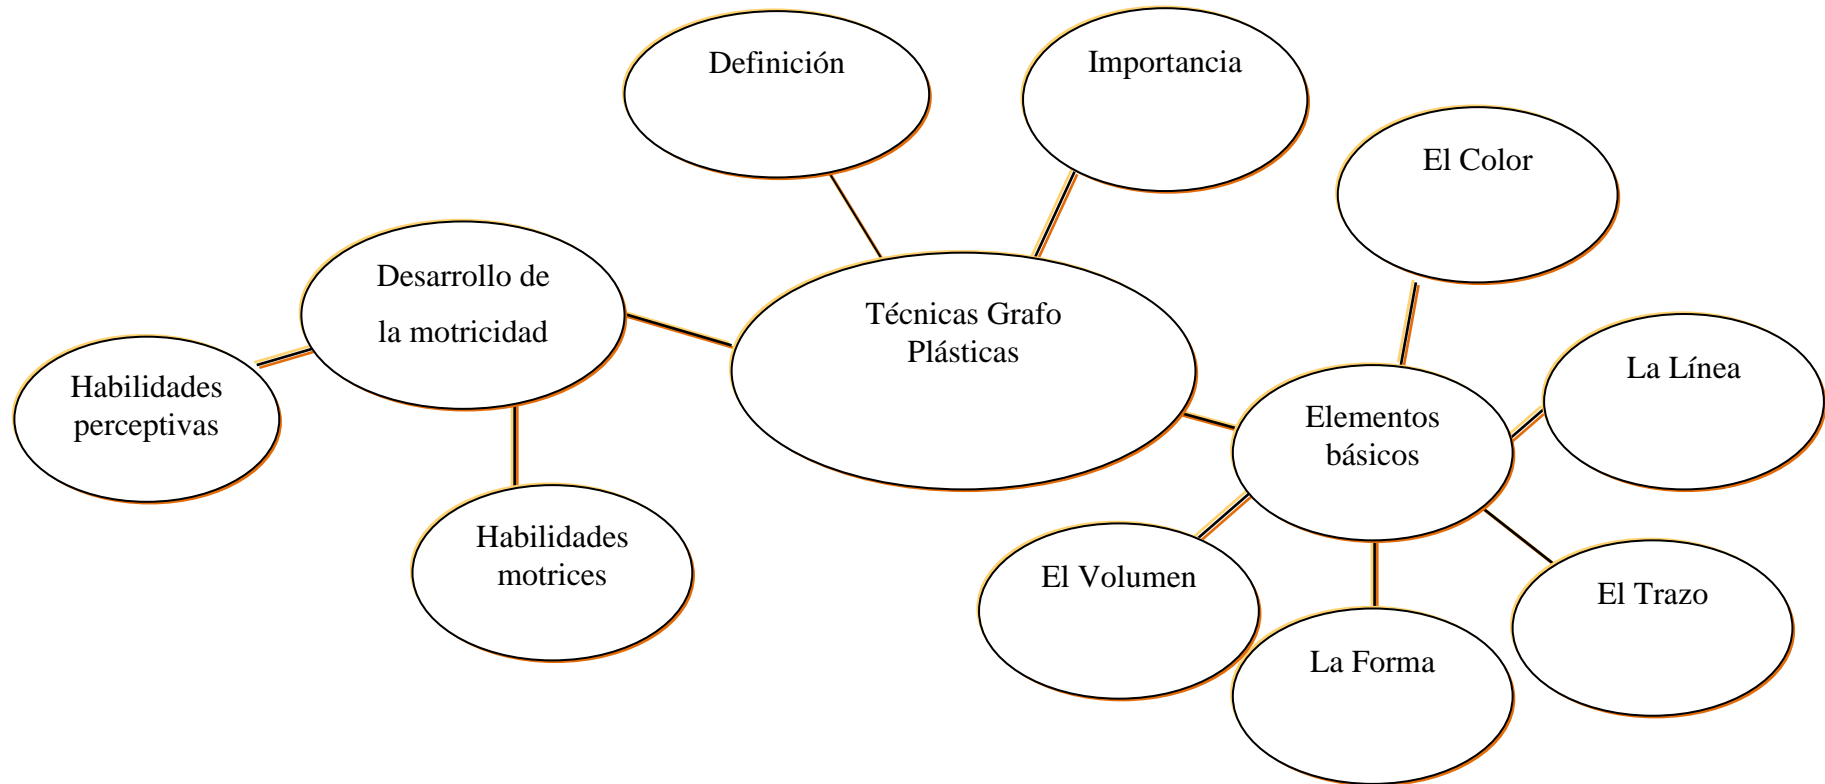 Definición
Importancia
El Color
Desarrollo de
la motricidad
Técnicas Grafo
Plásticas
La Línea
Habilidades
perceptivas
Elementos
básicos
Habilidades
motrices
El Volumen
El Trazo
La Forma